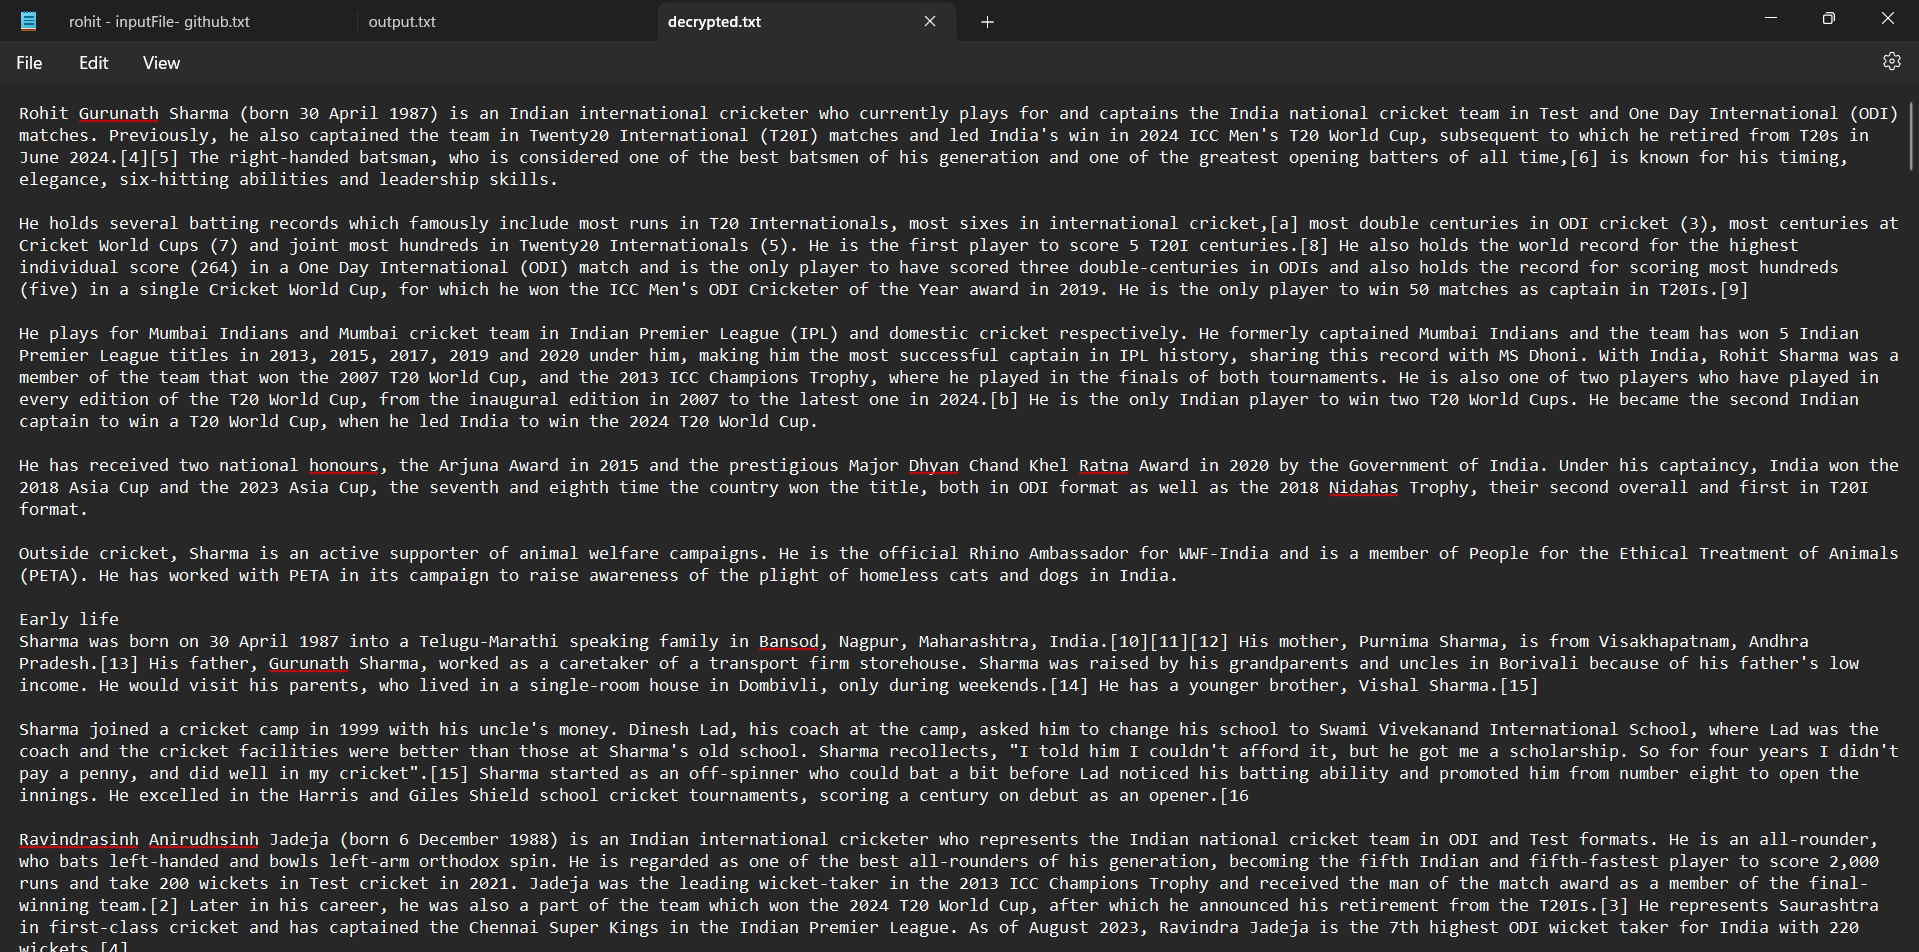 rohit - inputFile- github.txt
output.txt
decrypted.txt
File
Edit
View
Rohit Gurunath Sharma (born 30 April 1987) is an Indian international cricketer who currently plays for and captains the India national cricket team in Test and One Day International (ODI)
matches. Previously, he also captained the team in Twenty20 International (T20I) matches and led India's win in 2024 ICC Men's T20 World Cup, subsequent to which he retired from T20s in
June 2024.[4][5] The right-handed batsman, who is considered one of the best batsmen of his generation and one of the greatest opening batters of all time,[6] is known for his timing,
elegance, six-hitting abilities and leadership skills.
He holds several batting records which famously include most runs in T20 Internationals, most sixes in international cricket,[a] most double centuries in ODI cricket (3), most centuries at
Cricket World Cups (7) and joint most hundreds in Twenty20 Internationals (5). He is the first player to score 5 T20I centuries.[8] He also holds the world record for the highest
individual score (264) in a One Day International (ODI) match and is the only player to have scored three double-centuries in ODIs and also holds the record for scoring most hundreds
(five) in a single Cricket World Cup, for which he won the ICC Men's ODI Cricketer of the Year award in 2019. He is the only player to win 50 matches as captain in T20Is.[9]
He plays for Mumbai Indians and Mumbai cricket team in Indian Premier League (IPL) and domestic cricket respectively. He formerly captained Mumbai Indians and the team has won 5 Indian
Premier League titles in 2013, 2015, 2017, 2019 and 2020 under him, making him the most successful captain in IPL history, sharing this record with MS Dhoni. With India, Rohit Sharma was a
member of the team that won the 2007 T20 World Cup, and the 2013 ICC Champions Trophy, where he played in the finals of both tournaments. He is also one of two players who have played in
every edition of the T20 World Cup, from the inaugural edition in 2007 to the latest one in 2024.[b] He is the only Indian player to win two T20 World Cups. He became the second Indian
captain to win a T20 World Cup, when he led India to win the 2024 T20 World Cup.
He has received two national honours, the Arjuna Award in 2015 and the prestigious Major Dhyan Chand Khel Ratna Award in 2020 by the Government of India. Under his captaincy, India won the
2018 Asia Cup and the 2023 Asia Cup, the seventh and eighth time the country won the title, both in ODI format as well as the 2018 Nidahas Trophy, their second overall and first in T20I
format.
Outside cricket, Sharma is an active supporter of animal welfare campaigns. He is the official Rhino Ambassador for WWF-India and is a member of People for the Ethical Treatment of Animals
(PETA). He has worked with PETA in its campaign to raise awareness of the plight of homeless cats and dogs in India.
Early life
Sharma was born on 30 April 1987 into a Telugu-Marathi speaking family in Bansod, Nagpur, Maharashtra, India.[10][11][12] His mother, Purnima Sharma, is from Visakhapatnam, Andhra
Pradesh.[13] His father, Gurunath Sharma, worked as a caretaker of a transport firm storehouse. Sharma was raised by his grandparents and uncles in Borivali because of his father's low
income. He would visit his parents, who lived in a single-room house in Dombivli, only during weekends.[14] He has a younger brother, Vishal Sharma.[15]
Sharma joined a cricket camp in 1999 with his uncle's money. Dinesh Lad, his coach at the camp, asked him to change his school to Swami Vivekanand International School, where Lad was the
coach and the cricket facilities were better than those at Sharma's old school. Sharma recollects, "I told him I couldn't afford it, but he got me a scholarship. So for four years I didn't
pay a penny, and did well in my cricket".[15] Sharma started as an off-spinner who could bat a bit before Lad noticed his batting ability and promoted him from number eight to open the
innings. He excelled in the Harris and Giles Shield school cricket tournaments, scoring a century on debut as an opener.[16
Ravindrasinh Anirudhsinh Jadeja (born 6 December 1988) is an Indian international cricketer who represents the Indian national cricket team in ODI and Test formats. He is an all-rounder,
who bats left-handed and bowls left-arm orthodox spin. He is regarded as one of the best all-rounders of his generation, becoming the fifth Indian and fifth-fastest player to score 2,000
runs and take 200 wickets in Test cricket in 2021. Jadeja was the leading wicket-taker in the 2013 ICC Champions Trophy and received the man of the match award as a member of the final-
winning team.[2] Later in his career, he was also a part of the team which won the 2024 T20 World Cup, after which he announced his retirement from the T20Is.[3] He represents Saurashtra
in first-class cricket and has captained the Chennai Super Kings in the Indian Premier League. As of August 2023, Ravindra Jadeja is the 7th highest ODI wicket taker for India with 220
wickets.[4]